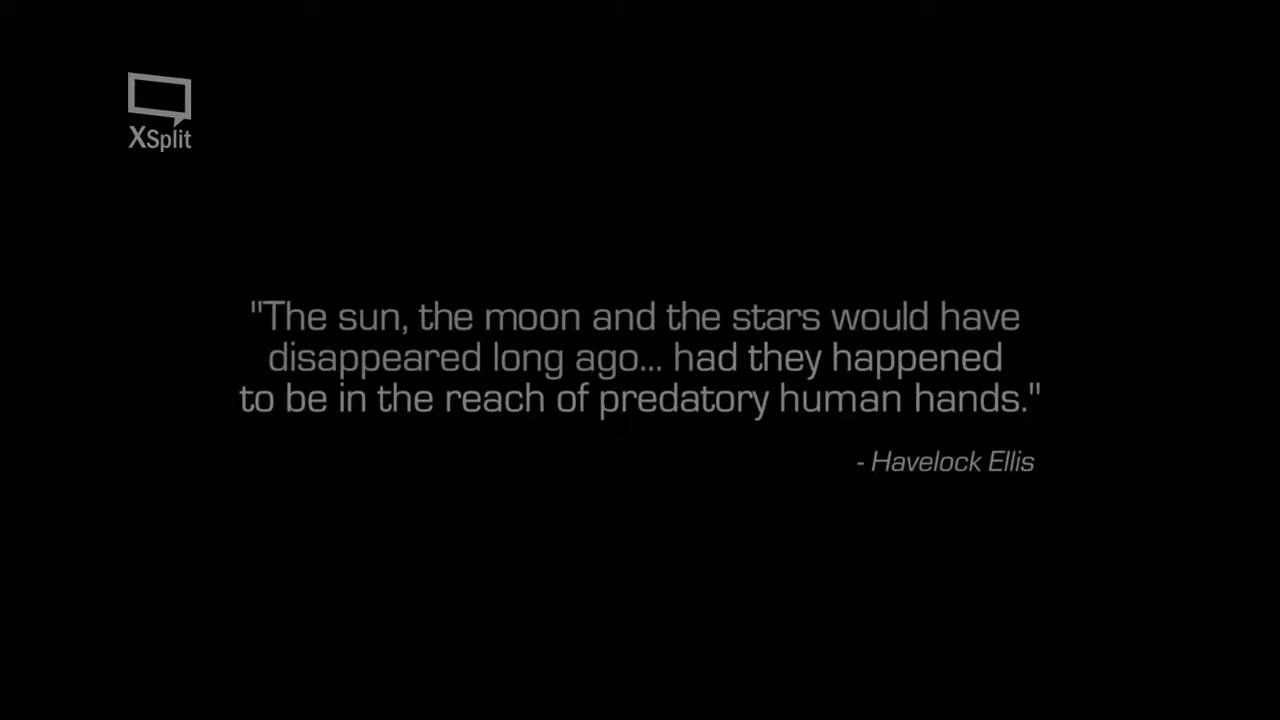 XSplit
"The sun, the moon and the stars would have
disappeared long ago... had they happened
to be in the reach of predatory human hands."
- Havelock Ellis